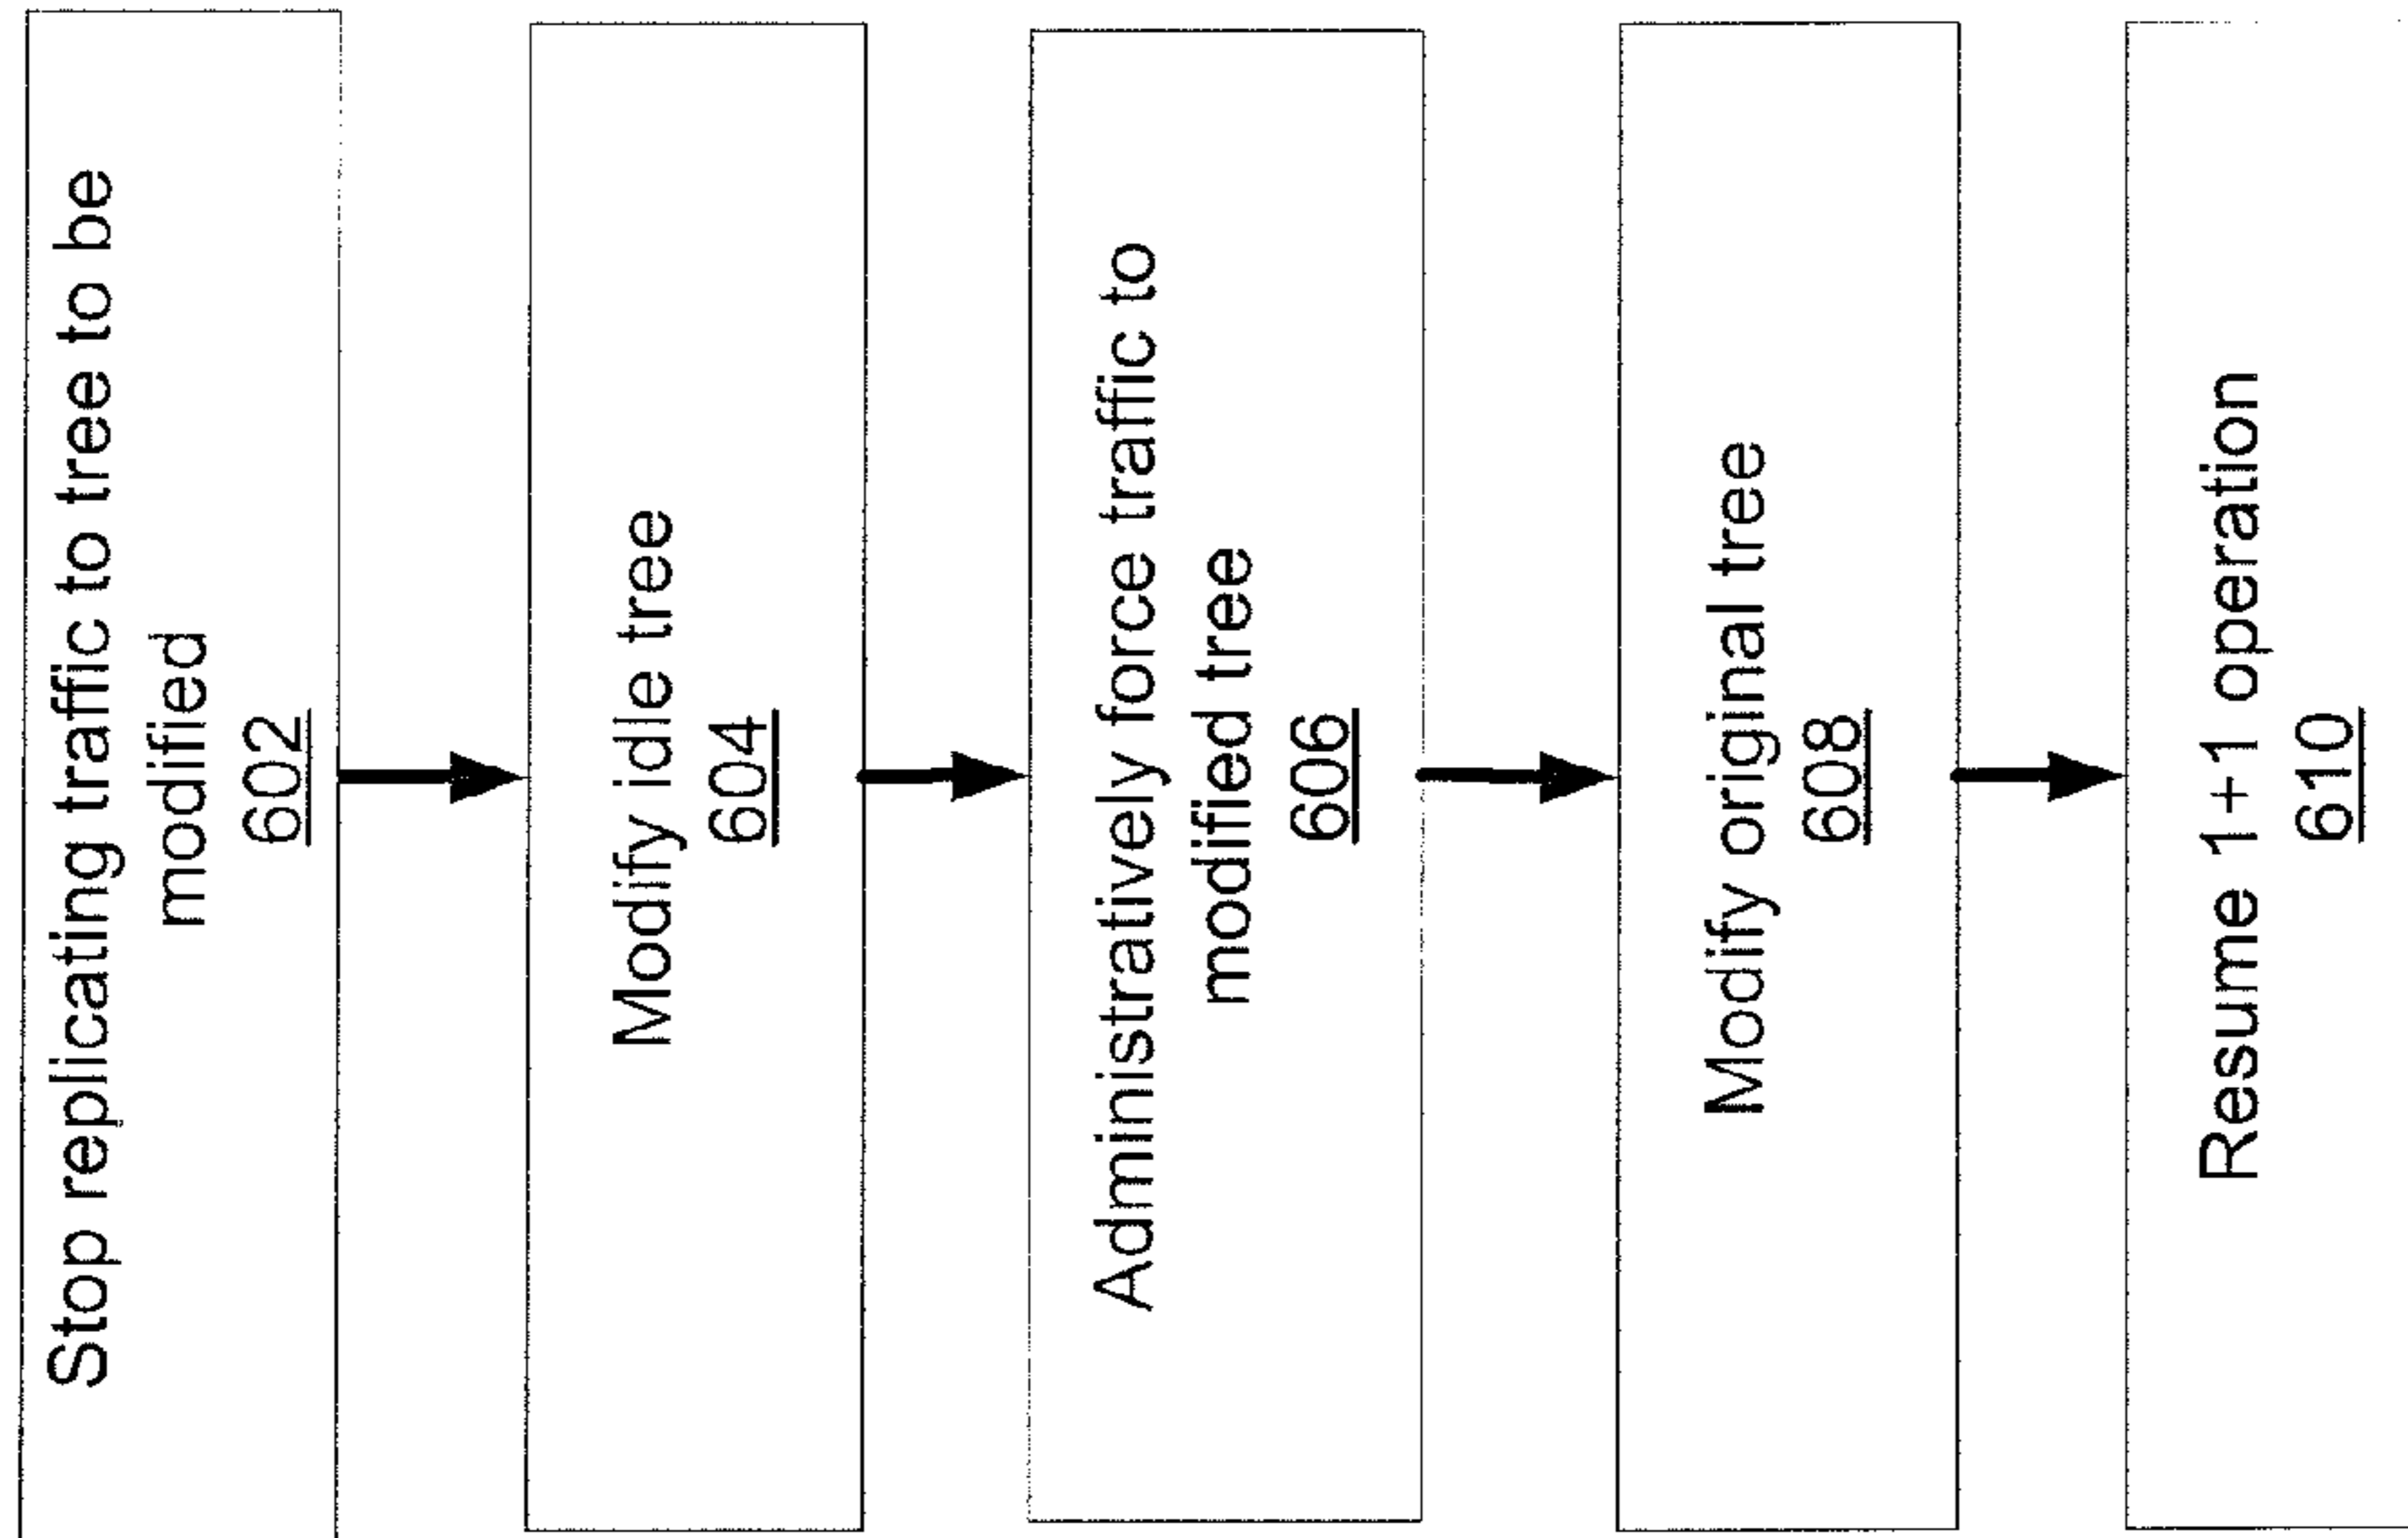 Stop replicating traffic to tree to be
modified
602
Modify idle tree
604
Administratively force traffic to
modified tree
606
Modify original tree
608
Resume 1+1 operation
610